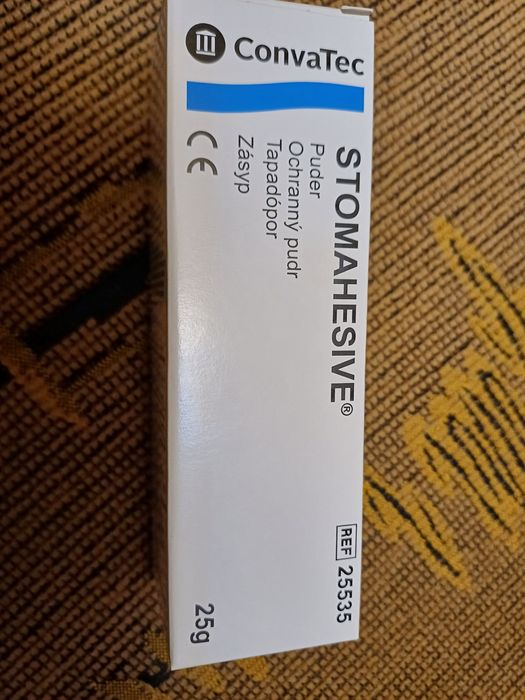 ConvaTec
STOMAHESIVE®
Puder
Ochranný pudr
Tapadópor
Zásyp
CE
REF 25535
25g